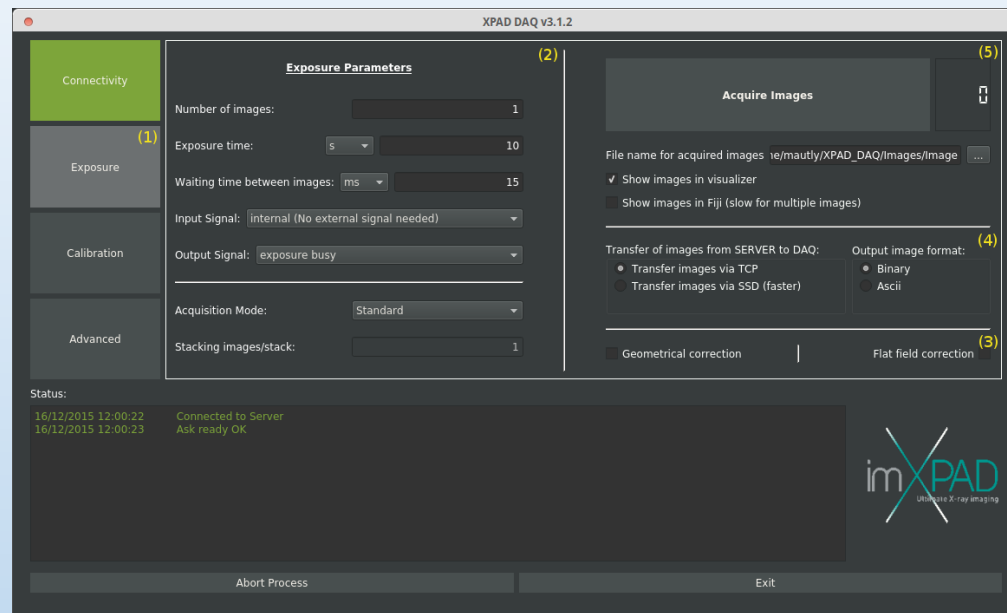 XPAD DAQ v3.1.2
Connectivity
(1)
Exposure
Calibration
Advanced
(2)
Exposure Parameters
Number of images: 1
Exposure time: s 10
Waiting time between images: ms 15
Input Signal: internal (No external signal needed)
Output Signal: exposure busy
Acquisition Mode: Standard
Stacking images/stack: 1
(5)
Acquire Images 0
File name for acquired images ıe/mautly/XPAD_DAQ/Images/Image ...
Show images in visualizer
Show images in Fiji (slow for multiple images)
(4)
Transfer of images from SERVER to DAQ: Output image format:
Transfer images via TCP Binary
Transfer images via SSD (faster) Ascii
(3)
Geometrical correction Flat field correction
Status:
16/12/2015 12:00:22 Connected to Server
16/12/2015 12:00:23 Ask ready OK
imXPAD
Ultimate X-ray imaging
Abort Process Exit